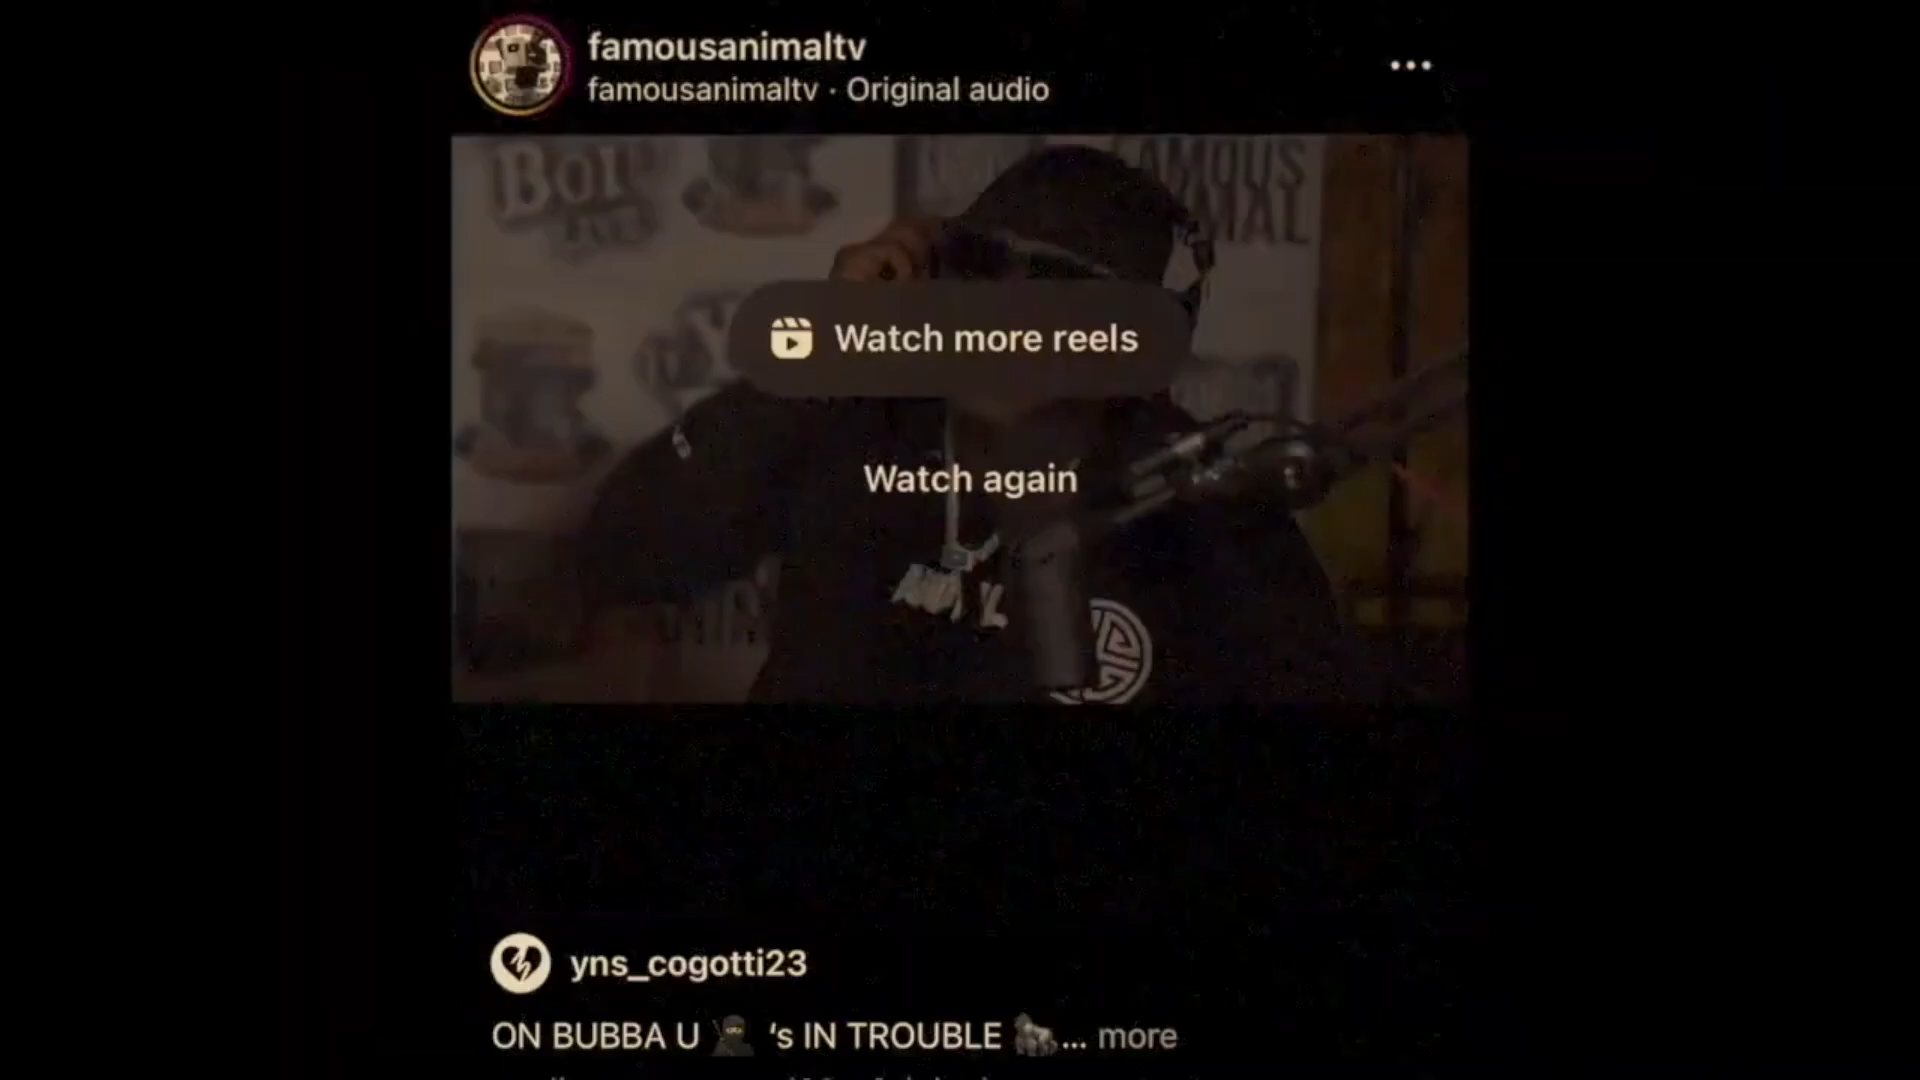 famousanimaltv
famousanimaltv · Original audio
Watch more reels
Watch again
yns_cogotti23
ON BUBBA U 🥷 's IN TROUBLE 🦍... more